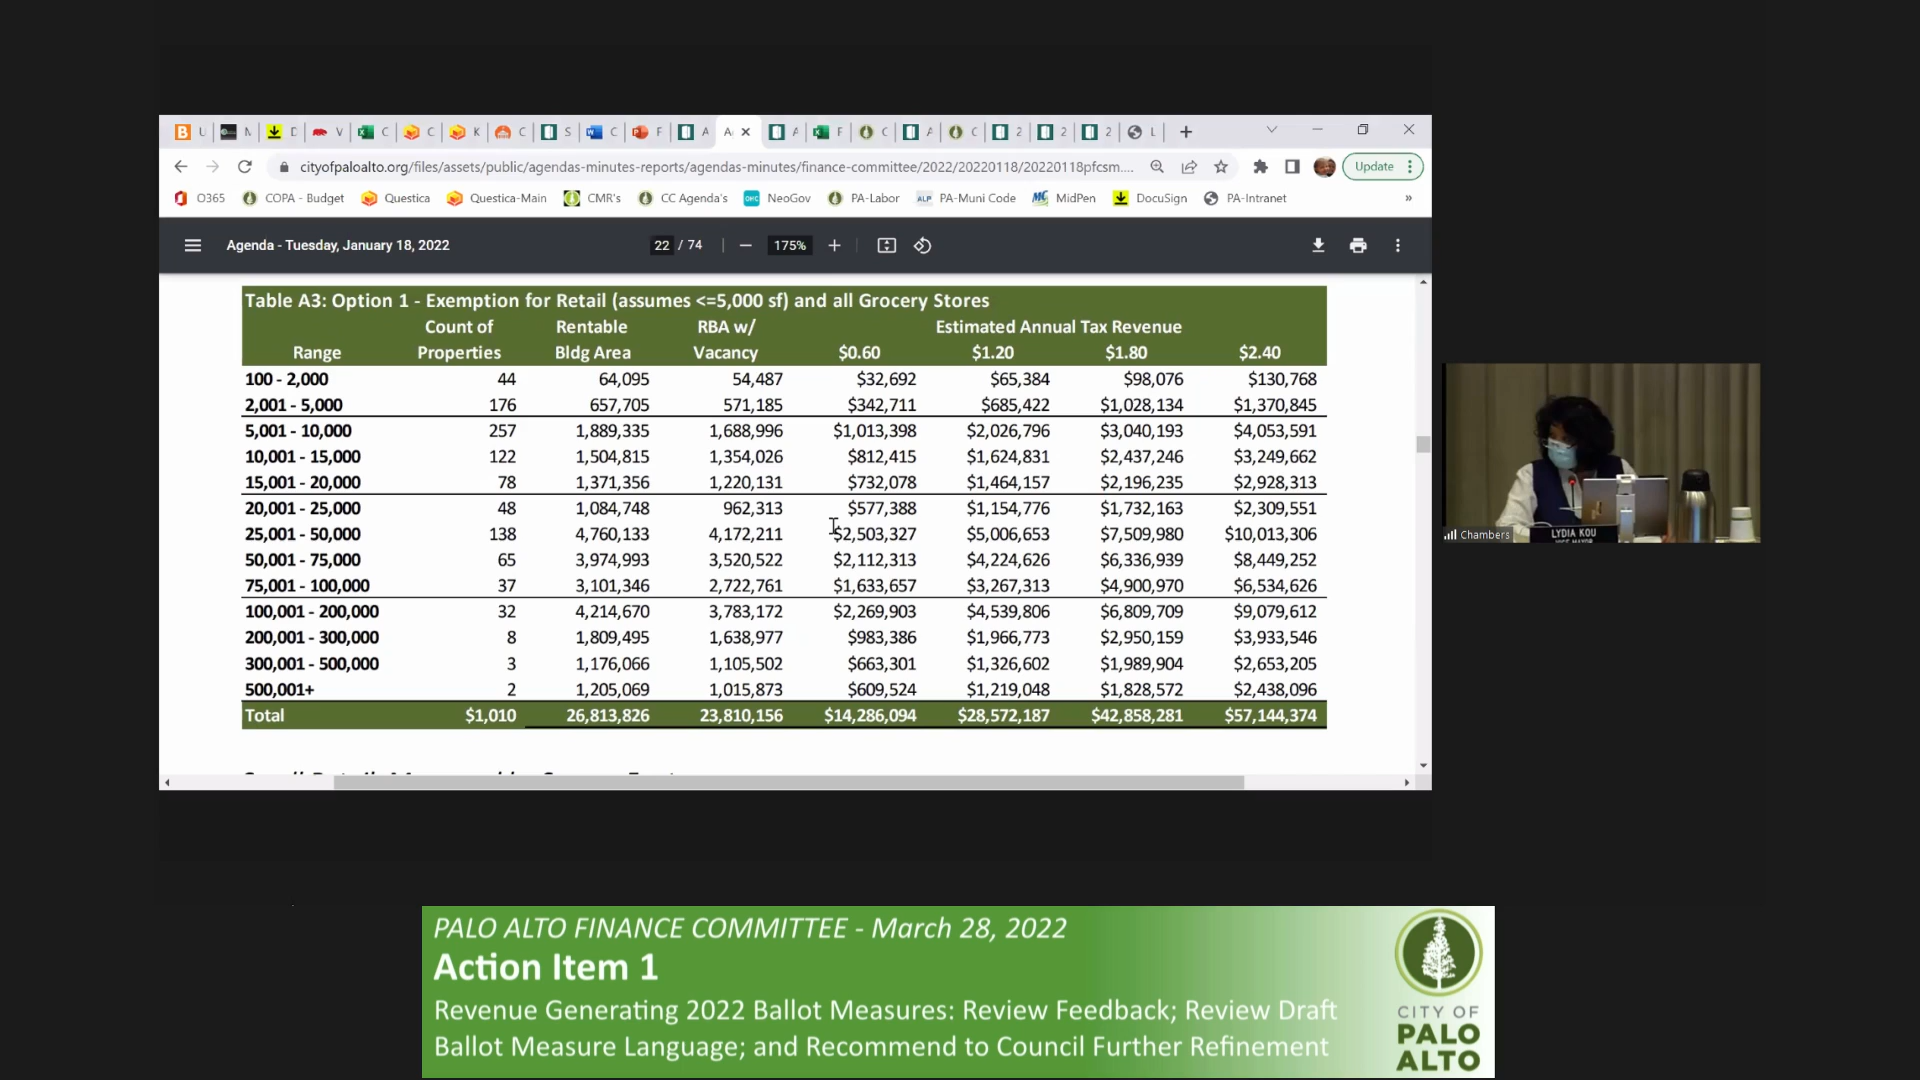 B U M D V C C K C S C F A A A F C A C 2 2 2 L
cityofpaloalto.org/files/assets/public/agendas-minutes-reports/agendas-minutes/finance-committee/2022/20220118/20220118pfcsm.... Update
O365 COPA - Budget Questica Questica-Main CMR's CC Agenda's NeoGov PA-Labor ALP PA-Muni Code MidPen DocuSign PA-Intranet »
Agenda - Tuesday, January 18, 2022 22 / 74 175%
Table A3: Option 1 - Exemption for Retail (assumes <=5,000 sf) and all Grocery Stores
Count of Rentable RBA w/ Estimated Annual Tax Revenue
Range Properties Bldg Area Vacancy $0.60 $1.20 $1.80 $2.40
100 - 2,000 44 64,095 54,487 $32,692 $65,384 $98,076 $130,768
2,001 - 5,000 176 657,705 571,185 $342,711 $685,422 $1,028,134 $1,370,845
5,001 - 10,000 257 1,889,335 1,688,996 $1,013,398 $2,026,796 $3,040,193 $4,053,591
10,001 - 15,000 122 1,504,815 1,354,026 $812,415 $1,624,831 $2,437,246 $3,249,662
15,001 - 20,000 78 1,371,356 1,220,131 $732,078 $1,464,157 $2,196,235 $2,928,313
20,001 - 25,000 48 1,084,748 962,313 $577,388 $1,154,776 $1,732,163 $2,309,551
25,001 - 50,000 138 4,760,133 4,172,211 $2,503,327 $5,006,653 $7,509,980 $10,013,306
50,001 - 75,000 65 3,974,993 3,520,522 $2,112,313 $4,224,626 $6,336,939 $8,449,252
75,001 - 100,000 37 3,101,346 2,722,761 $1,633,657 $3,267,313 $4,900,970 $6,534,626
100,001 - 200,000 32 4,214,670 3,783,172 $2,269,903 $4,539,806 $6,809,709 $9,079,612
200,001 - 300,000 8 1,809,495 1,638,977 $983,386 $1,966,773 $2,950,159 $3,933,546
300,001 - 500,000 3 1,176,066 1,105,502 $663,301 $1,326,602 $1,989,904 $2,653,205
500,001+ 2 1,205,069 1,015,873 $609,524 $1,219,048 $1,828,572 $2,438,096
Total $1,010 26,813,826 23,810,156 $14,286,094 $28,572,187 $42,858,281 $57,144,374
Chambers
LYDIA KOU
VICE MAYOR
PALO ALTO FINANCE COMMITTEE - March 28, 2022
Action Item 1
Revenue Generating 2022 Ballot Measures: Review Feedback; Review Draft
Ballot Measure Language; and Recommend to Council Further Refinement
CITY OF
PALO
ALTO